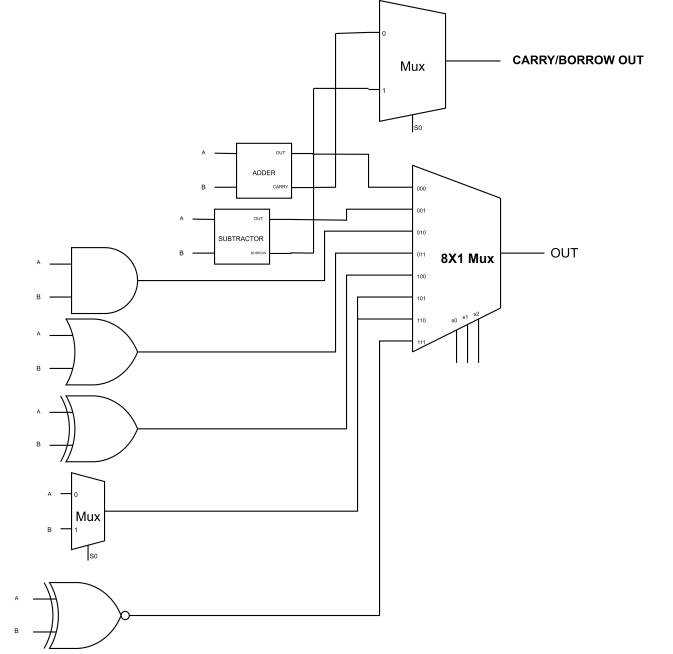 0
Mux
CARRY/BORROW OUT
1
S0
A
OUT
ADDER
B
CARRY
000
A
OUT
001
SUBTRACTOR
010
B
BORROW
011
8X1 Mux
OUT
100
101
110
111
s0
s1
s2
A
B
A
B
A
B
A
0
Mux
B
1
S0
A
B